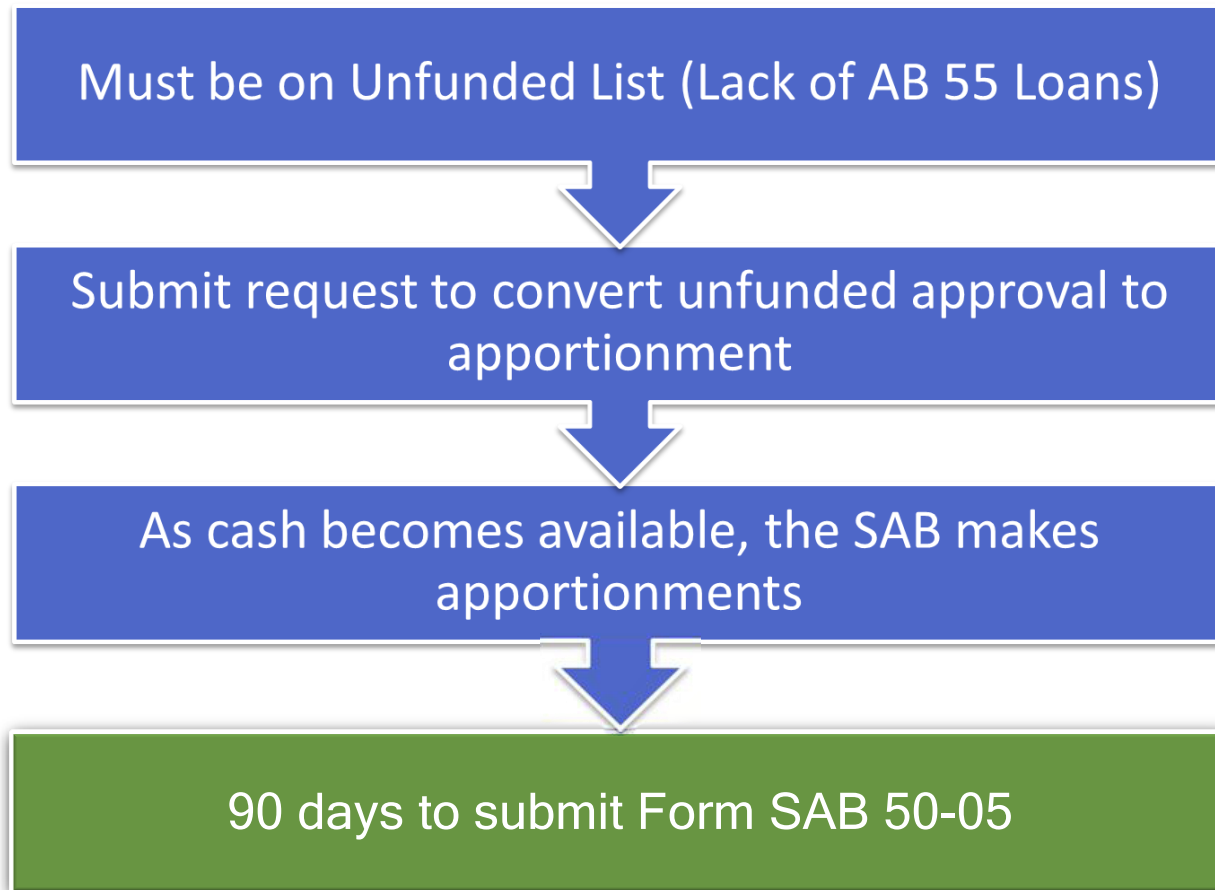 Must be on Unfunded List (Lack of AB 55 Loans)
Submit request to convert unfunded approval to
apportionment
As cash becomes available, the SAB makes
apportionments
90 days to submit Form SAB 50-05